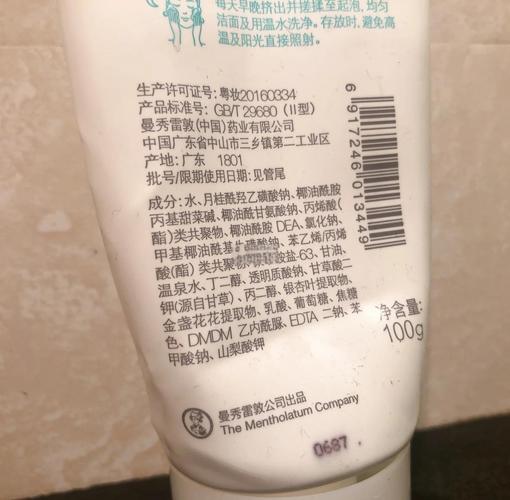 每天早晚挤出并搓揉至起泡, 均匀
洁面及用温水洗净。存放时, 避免高
温及阳光直接照射。
生产许可证号: 粤妆20160334
产品标准号: GB/T 29680 (II型)
曼秀雷敦(中国)药业有限公司
中国广东省中山市三乡镇第二工业区
产地: 广东 1801
批号/限期使用日期: 见管尾
成分: 水、月桂酰羟乙磺酸钠、椰油酰胺
丙基甜菜碱、椰油酰甘氨酸钠、丙烯酸(
酯)类共聚物、椰油酰胺 DEA、氯化钠、
甲基椰油酰基 磺酸钠、苯乙烯/丙烯
酸(酯) 类共聚物、 盐-63、甘油、
温泉水、丁二醇、透明质酸钠、甘草酸二
钾(源自甘草)、丙二醇、银杏叶提取物、
金盏花花提取物、乳酸、葡萄糖、焦糖
色、DMDM 乙内酰脲、EDTA 二钠、苯
甲酸钠、山梨酸钾
6 917246 013449
净含量:
100g
曼秀雷敦公司出品
The Mentholatum Company
0687